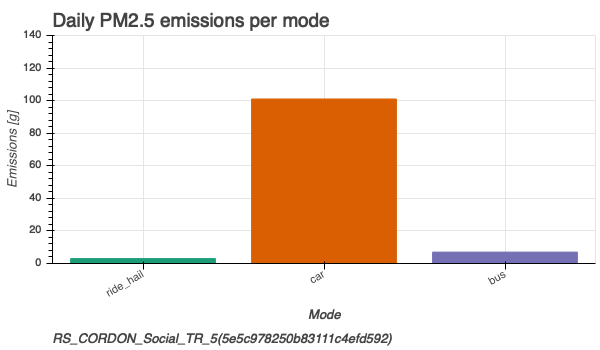 Daily PM2.5 emissions per mode
140
120
100
80
60
40
20
0
Emissions [g]
ride_hail
car
bus
Mode
RS_CORDON_Social_TR_5(5e5c978250b83111c4efd592)